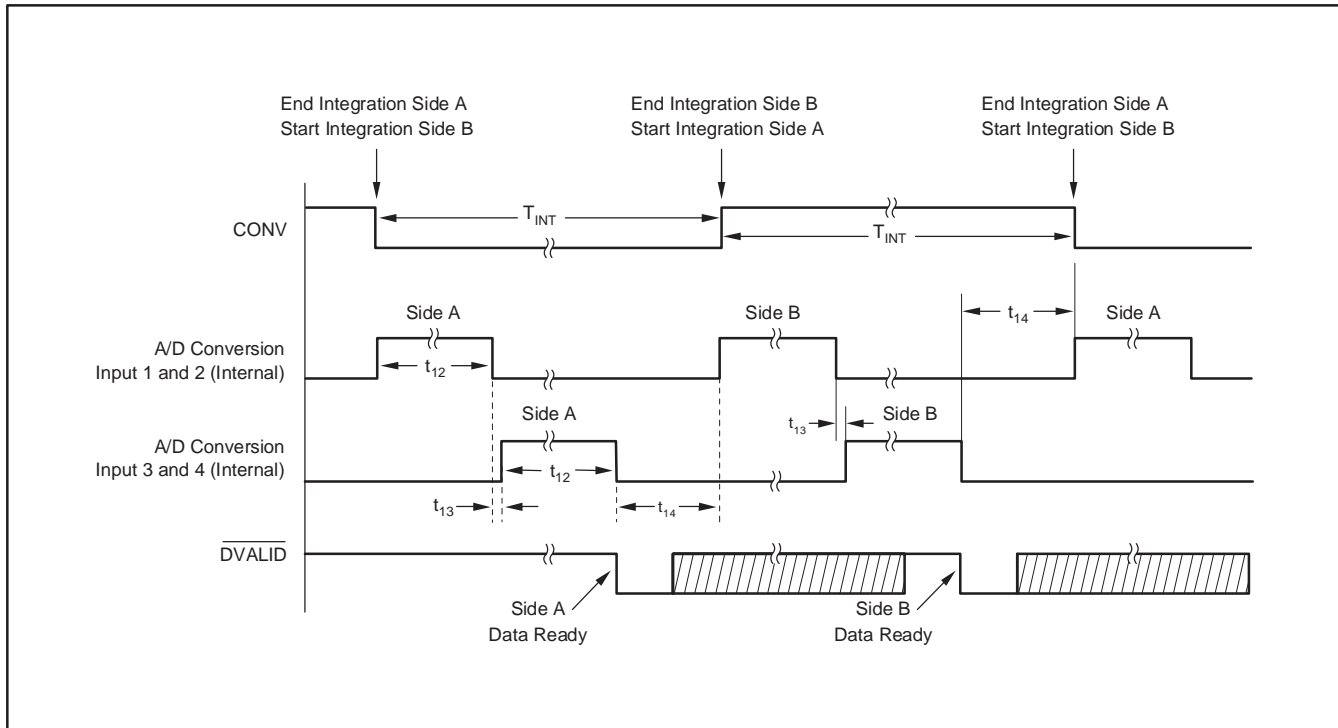 End Integration Side A
Start Integration Side B
End Integration Side B
Start Integration Side A
End Integration Side A
Start Integration Side B
CONV
TINT
TINT
A/D Conversion
Input 1 and 2 (Internal)
Side A
t12
Side B
t14
Side A
A/D Conversion
Input 3 and 4 (Internal)
Side A
t12
t13
Side B
t13
t14
DVALID
Side A
Data Ready
Side B
Data Ready